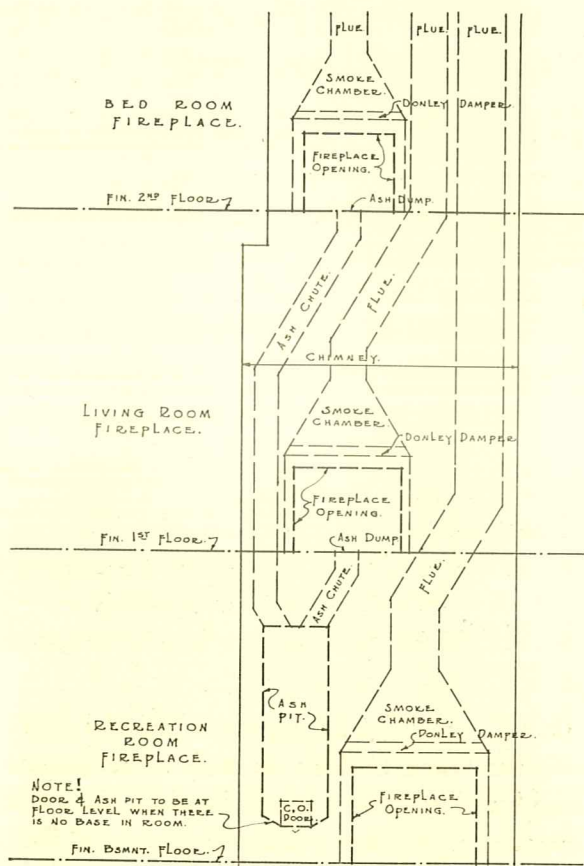 FLUE.
FLUE.
FLUE.
SMOKE
CHAMBER.
DONLEY DAMPER.
BED ROOM
FIREPLACE.
FIREPLACE
OPENING.
FIN. 2ND FLOOR.
ASH DUMP.
ASH CHUTE.
FLUE.
CHIMNEY.
LIVING ROOM
FIREPLACE.
SMOKE
CHAMBER.
DONLEY DAMPER
FIREPLACE
OPENING.
FIN. 1ST FLOOR.
ASH DUMP
ASH CHUTE.
FLUE.
RECREATION
ROOM
FIREPLACE.
ASH
PIT.
SMOKE
CHAMBER.
DONLEY DAMPER.
NOTE!
DOOR & ASH PIT TO BE AT
FLOOR LEVEL WHEN THERE
IS NO BASE IN ROOM.
C.O.
DOOR
FIREPLACE
OPENING.
FIN. BSMNT. FLOOR.